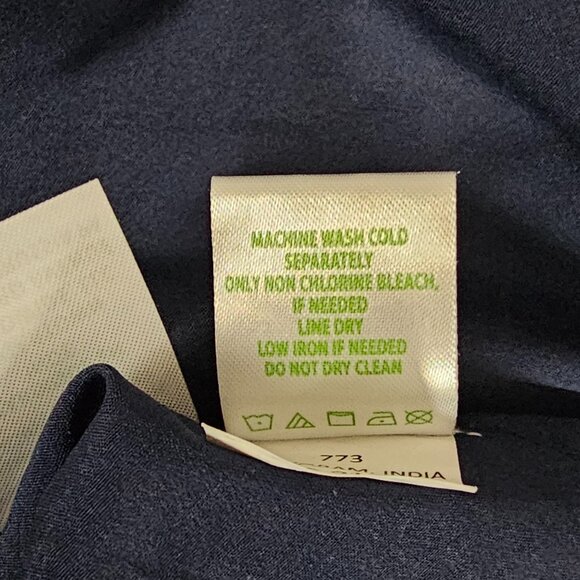 MACHINE WASH COLD
SEPARATELY
ONLY NON CHLORINE BLEACH,
IF NEEDED
LINE DRY
LOW IRON IF NEEDED
DO NOT DRY CLEAN
773
INDIA